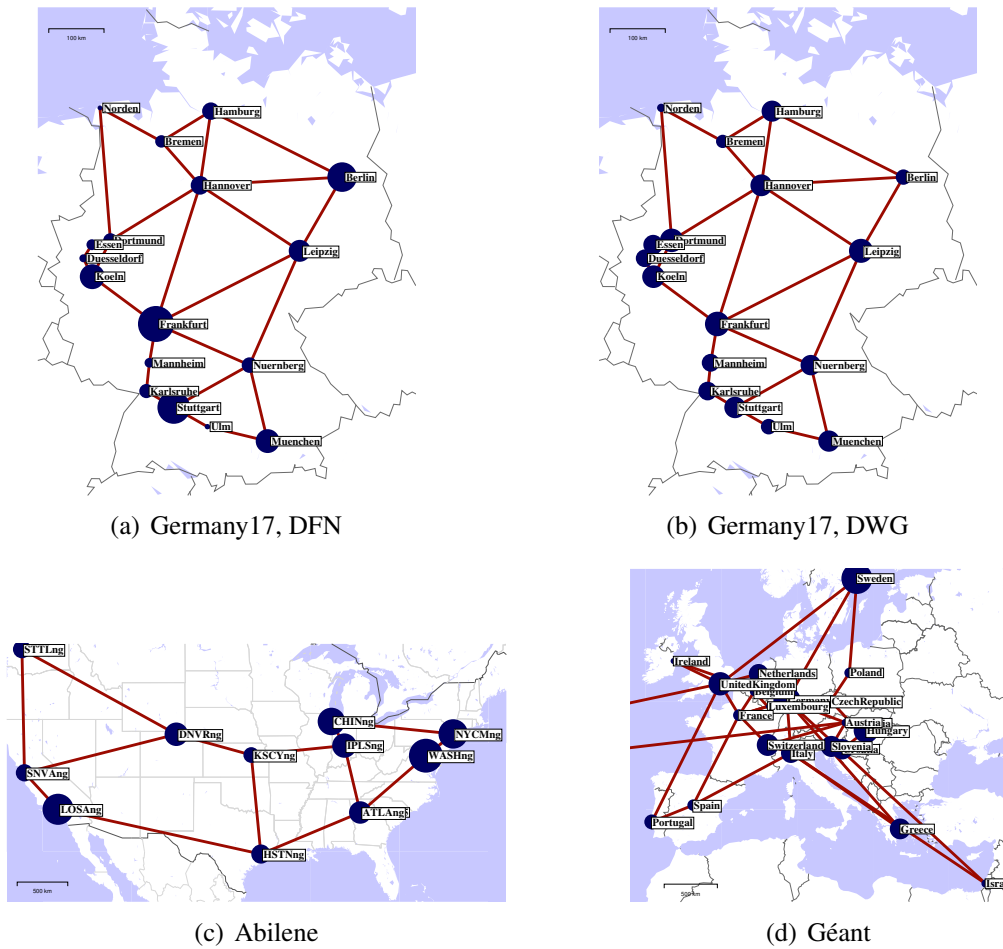 100 km
Norden
Hamburg
Bremen
Hannover
Berlin
Dortmund
Essen
Duesseldorf
Leipzig
Koeln
Frankfurt
Mannheim
Nuernberg
Karlsruhe
Stuttgart
Ulm
Muenchen
(a) Germany17, DFN
100 km
Norden
Hamburg
Bremen
Hannover
Berlin
Dortmund
Essen
Duesseldorf
Leipzig
Koeln
Frankfurt
Mannheim
Nuernberg
Karlsruhe
Stuttgart
Ulm
Muenchen
(b) Germany17, DWG
STTLng
CHINng
DNVRng
NYCMng
IPLSng
KSCYng
WASHng
SNVAng
LOSAng
ATLAng
HSTNng
500 km
(c) Abilene
Sweden
Ireland
Netherlands
Poland
UnitedKingdom
Belgium
CzechRepublic
Luxembourg
France
Austria
Hungary
Switzerland
Slovenia
Italy
Spain
Portugal
Greece
Isra
500 km
(d) Géant